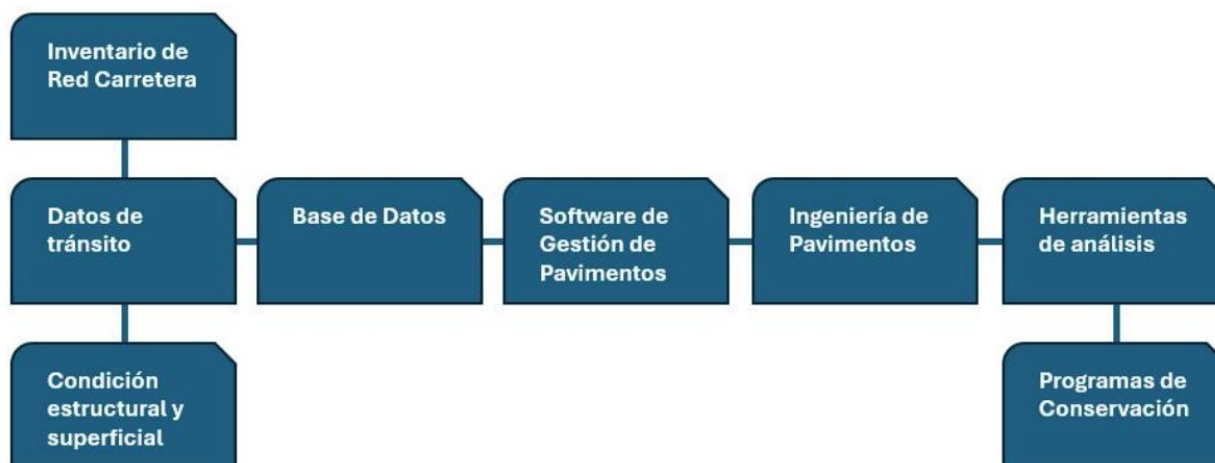 Inventario de
Red Carretera
Datos de
tránsito
Base de Datos
Software de
Gestión de
Pavimentos
Ingeniería de
Pavimentos
Herramientas
de análisis
Condición
estructural y
superficial
Programas de
Conservación